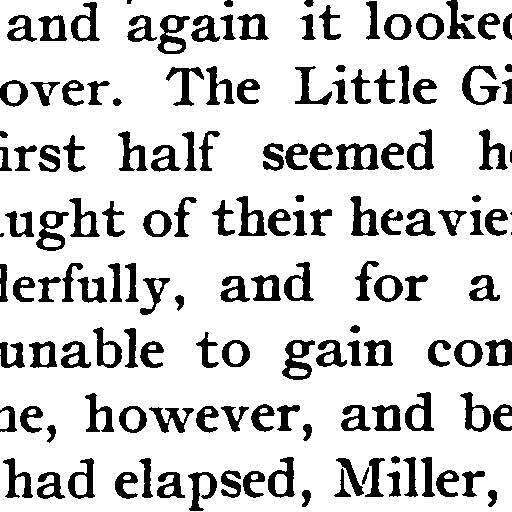 and again it looked
over. The Little Gi
irst half seemed h
ught of their heavier
lerfully, and for a
unable to gain con
ne, however, and be
had elapsed, Miller,